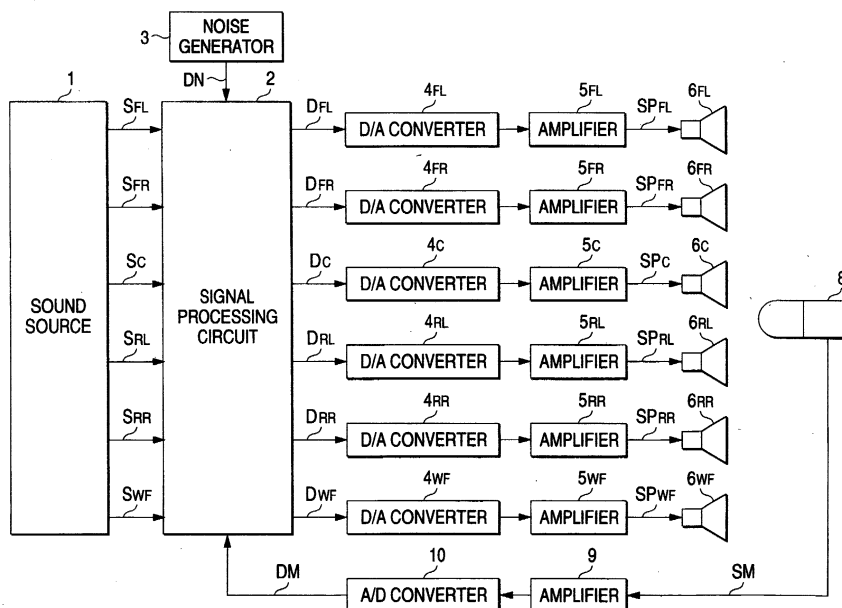 3
NOISE
GENERATOR
DN
1
2
SFL
DFL
4FL
5FL
SPFL
6FL
D/A CONVERTER
AMPLIFIER
SFR
DFR
4FR
5FR
SPFR
6FR
D/A CONVERTER
AMPLIFIER
SC
DC
4C
5C
SPC
6C
D/A CONVERTER
AMPLIFIER
8
SOUND
SOURCE
SIGNAL
PROCESSING
CIRCUIT
SRL
DRL
4RL
5RL
SPRL
6RL
D/A CONVERTER
AMPLIFIER
SRR
DRR
4RR
5RR
SPRR
6RR
D/A CONVERTER
AMPLIFIER
SWF
DWF
4WF
5WF
SPWF
6WF
D/A CONVERTER
AMPLIFIER
DM
10
9
SM
A/D CONVERTER
AMPLIFIER